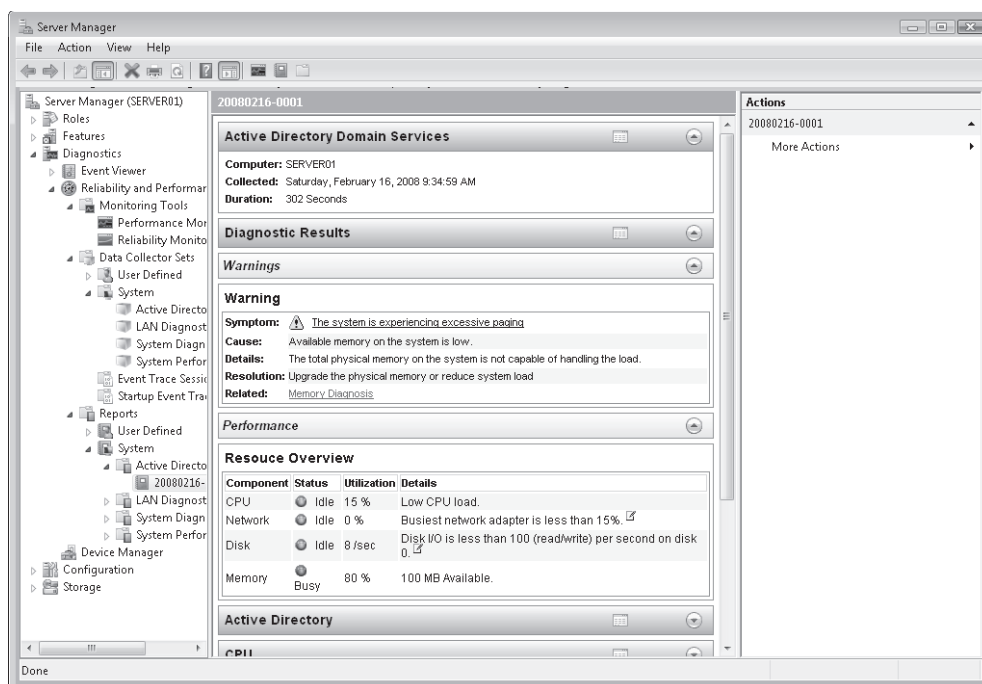 Server Manager
File Action View Help
Server Manager (SERVER01)
Roles
Features
Diagnostics
Event Viewer
Reliability and Performar
Monitoring Tools
Performance Mor
Reliability Monito
Data Collector Sets
User Defined
System
Active Directo
LAN Diagnost
System Diagn
System Perfor
Event Trace Sessic
Startup Event Tra
Reports
User Defined
System
Active Directo
20080216-
LAN Diagnost
System Diagn
System Perfor
Device Manager
Configuration
Storage
20080216-0001
Active Directory Domain Services
Computer: SERVER01
Collected: Saturday, February 16, 2008 9:34:59 AM
Duration: 302 Seconds
Diagnostic Results
Warnings
Warning
Symptom: The system is experiencing excessive paging
Cause: Available memory on the system is low.
Details: The total physical memory on the system is not capable of handling the load.
Resolution: Upgrade the physical memory or reduce system load
Related: Memory Diagnosis
Performance
Resouce Overview
Component Status Utilization Details
CPU Idle 15 % Low CPU load.
Network Idle 0 % Busiest network adapter is less than 15%.
Disk Idle 8 /sec Disk I/O is less than 100 (read/write) per second on disk
0.
Memory Busy 80 % 100 MB Available.
Active Directory
CPU
Actions
20080216-0001
More Actions
Done